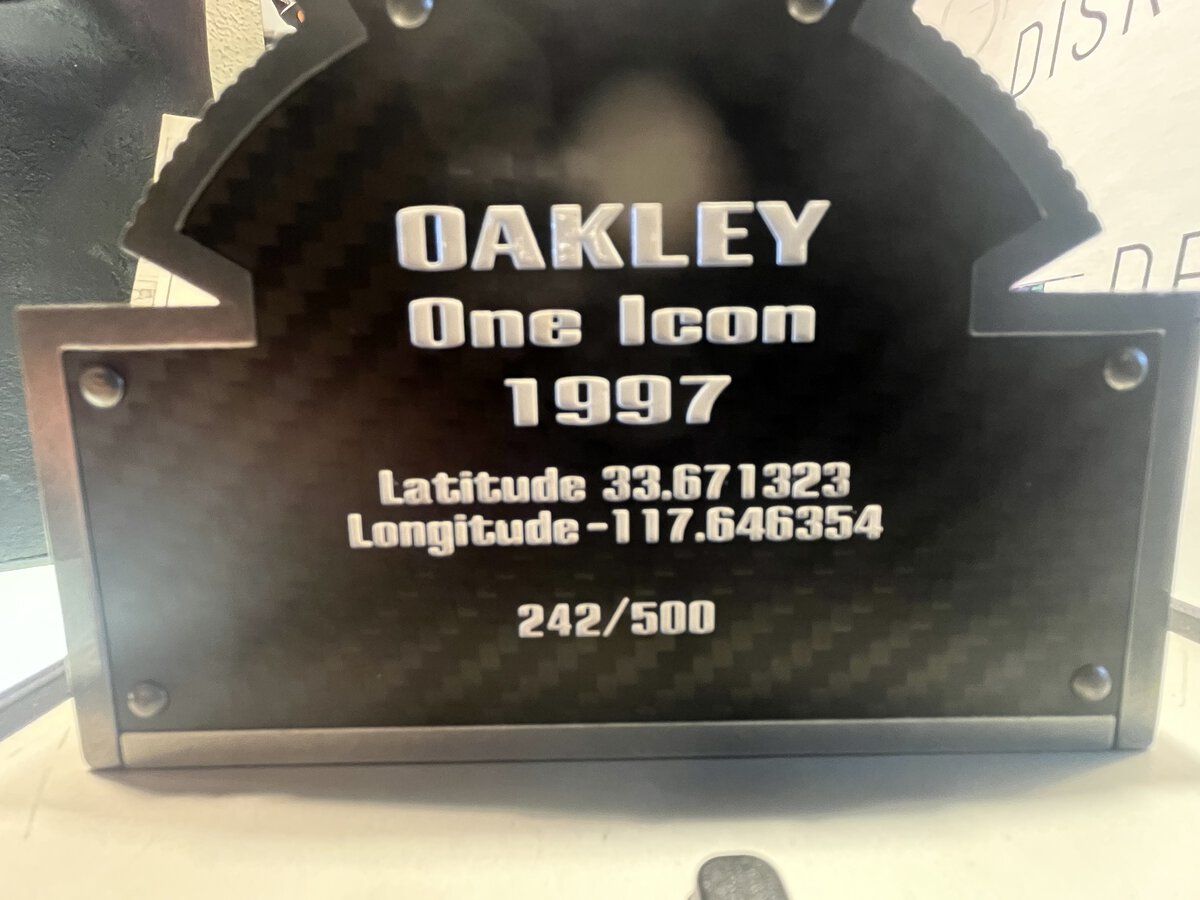 OAKLEY
One Icon
1997
Latitude 33.671323
Longitude -117.646354
242/500